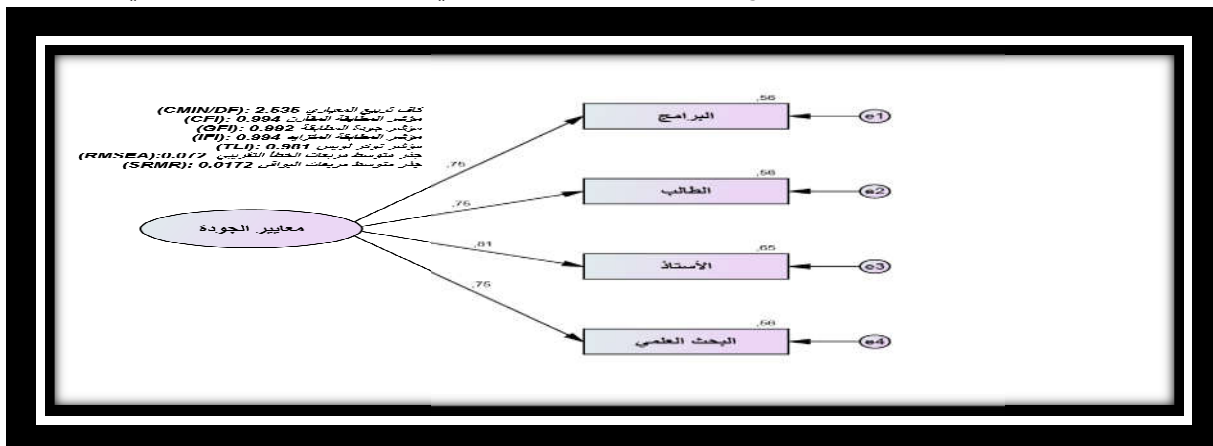 كاف تربيع المعياري 2.535 :(CMIN/DF)
مؤشر المطابقة المقارن 0.994 :(CFI)
مؤشر جودة المطابقة 0.992 :(GFI)
مؤشر المطابقة المتزايد 0.994 :(IFI)
مؤشر توكر لويس 0.981 :(TLI)
جذر متوسط مربعات الخطأ التقريبي 0.077:(RMSEA)
جذر متوسط مربعات البواقي 0.0172 :(SRMR)
معايير الجودة
,75
,75
,81
,75
,56
البرامج
e1
,56
الطالب
e2
,65
الأستاذ
e3
,56
البحث العلمي
e4